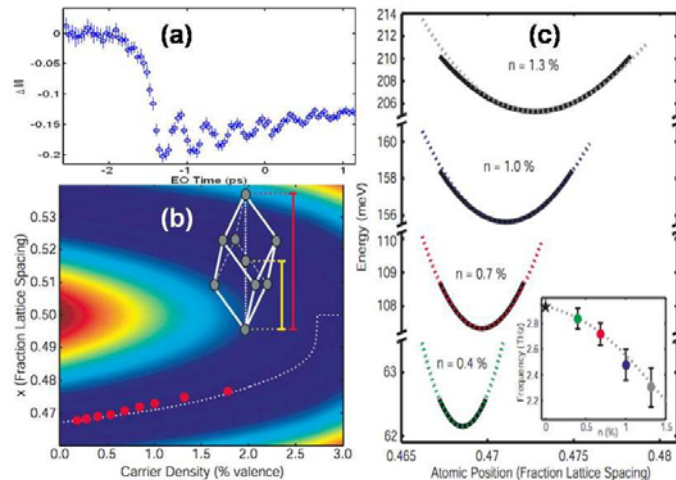 (a)
0
-0.05
-0.1
-0.15
-0.2
Δ I/I
-2 -1 0 1
EO Time (ps)
(b)
0.53
0.52
0.51
0.50
0.49
0.48
0.47
x (Fraction Lattice Spacing)
0.0 0.5 1.0 1.5 2.0 2.5 3.0
Carrier Density (% valence)
(c)
214
212
210
208
206
204
n = 1.3 %
160
158
156
n = 1.0 %
110
109
108
n = 0.7 %
63
62
n = 0.4 %
Energy (meV)
0.465 0.47 0.475 0.48
Atomic Position (Fraction Lattice Spacing)
Frequency (THz)
2.8
2.6
2.4
2.2
0 0.5 1.0 1.5
n (%)